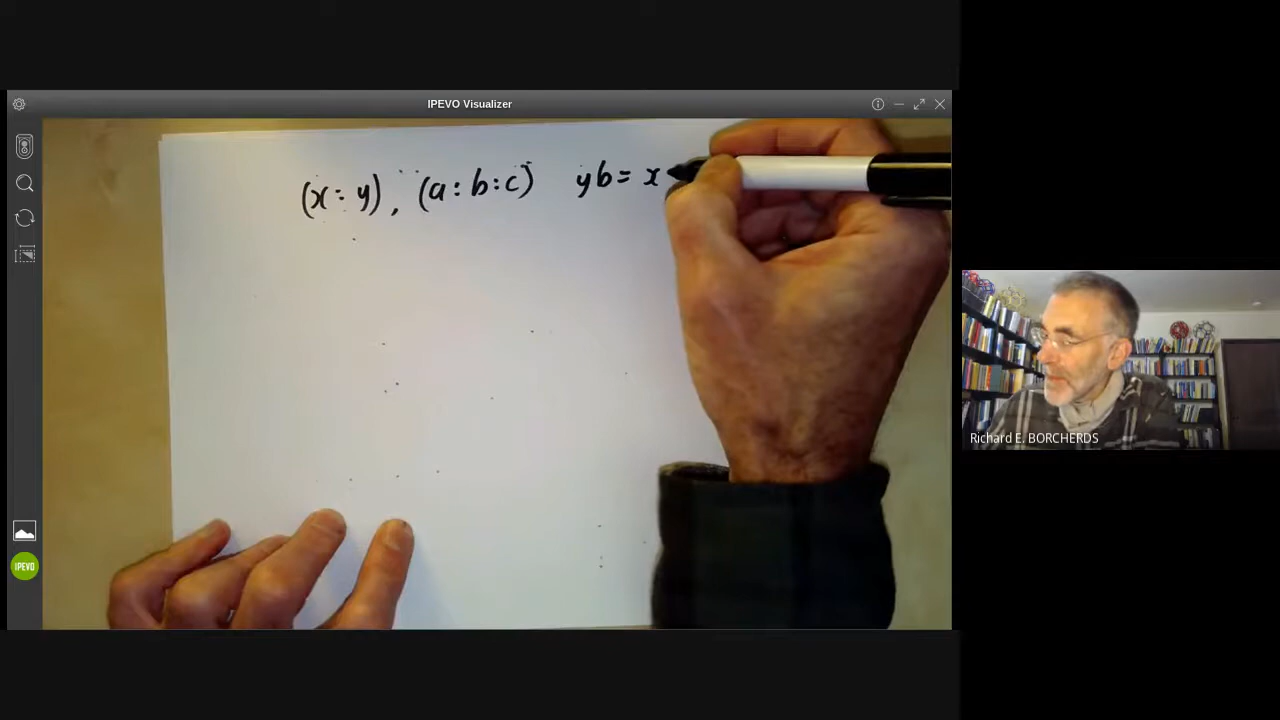 IPEVO Visualizer
(x : y), (a : b : c) yb = x
IPEVO
Richard E. BORCHERDS